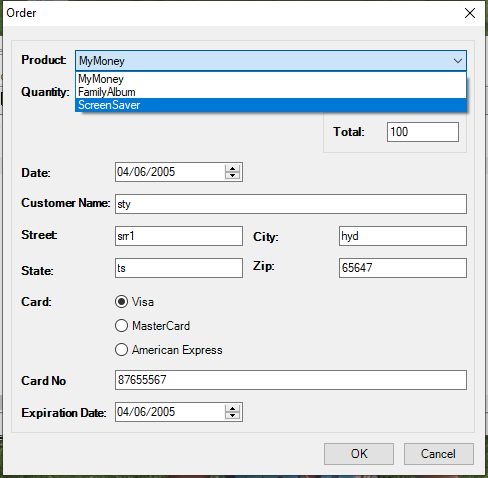 Order
Product: MyMoney
MyMoney
FamilyAlbum
Quantity:
ScreenSaver
Total: 100
Date: 04/06/2005
Customer Name: sty
Street: srr1 City: hyd
State: ts Zip: 65647
Card: Visa
MasterCard
American Express
Card No 87655567
Expiration Date: 04/06/2005
OK Cancel